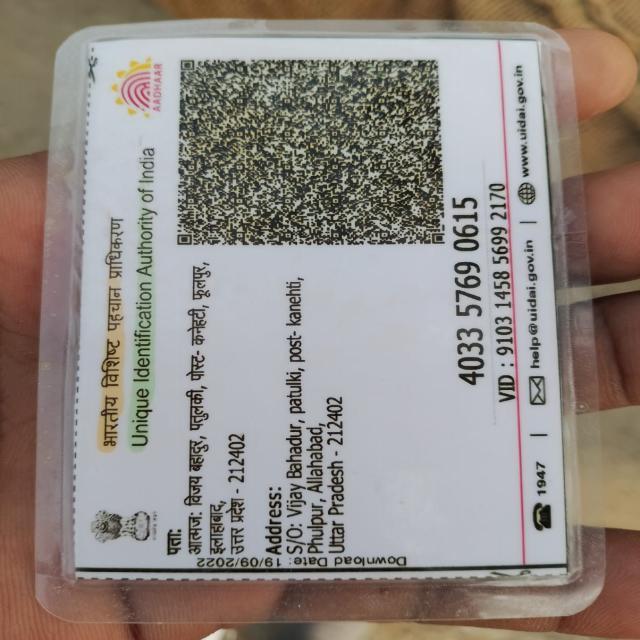 AADHAAR
भारतीय विशिष्ट पहचान प्राधिकरण
Unique Identification Authority of India
पता:
आत्मज: विजय बहादुर, पतुलकी, पोस्ट- कनेहटी, फूलपुर,
इलाहाबाद,
उत्तर प्रदेश - 212402
Address:
S/O: Vijay Bahadur, patulki, post- kanehti,
Phulpur, Allahabad,
Uttar Pradesh - 212402
Download Date: 19/09/2022
4033 5769 0615
VID : 9103 1458 5699 2170
1947 | help@uidai.gov.in | www.uidai.gov.in